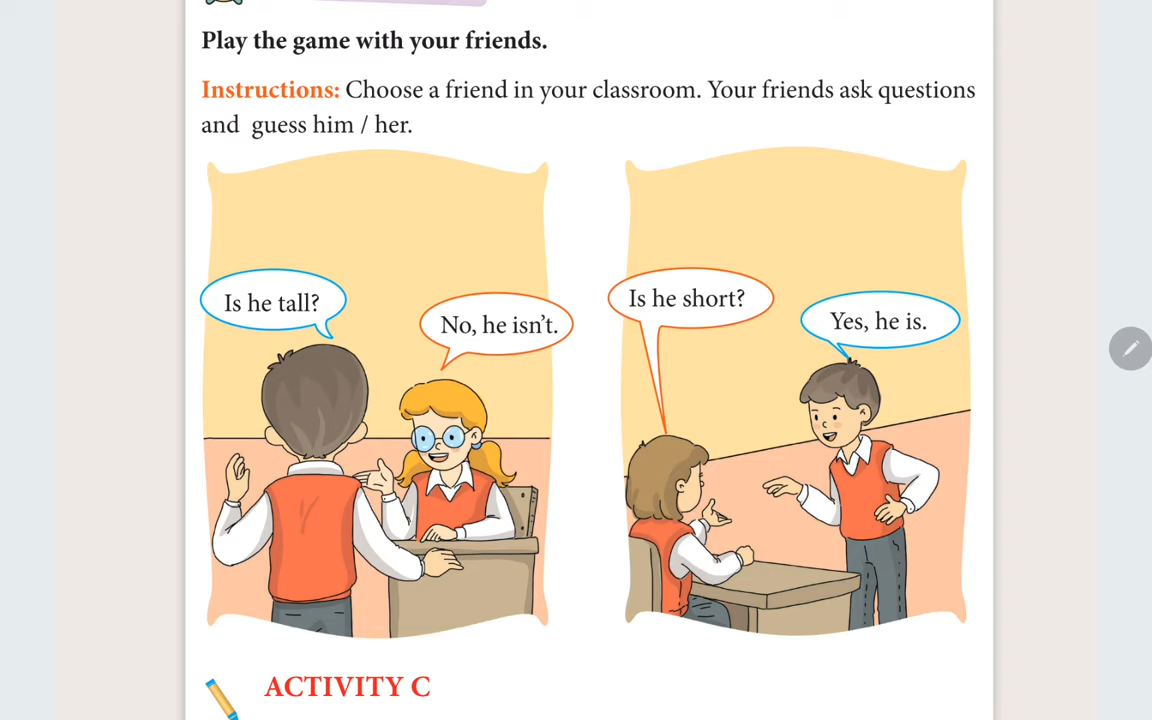 Play the game with your friends.
Instructions: Choose a friend in your classroom. Your friends ask questions
and guess him / her.
Is he tall?
No, he isn't.
Is he short?
Yes, he is.
ACTIVITY C